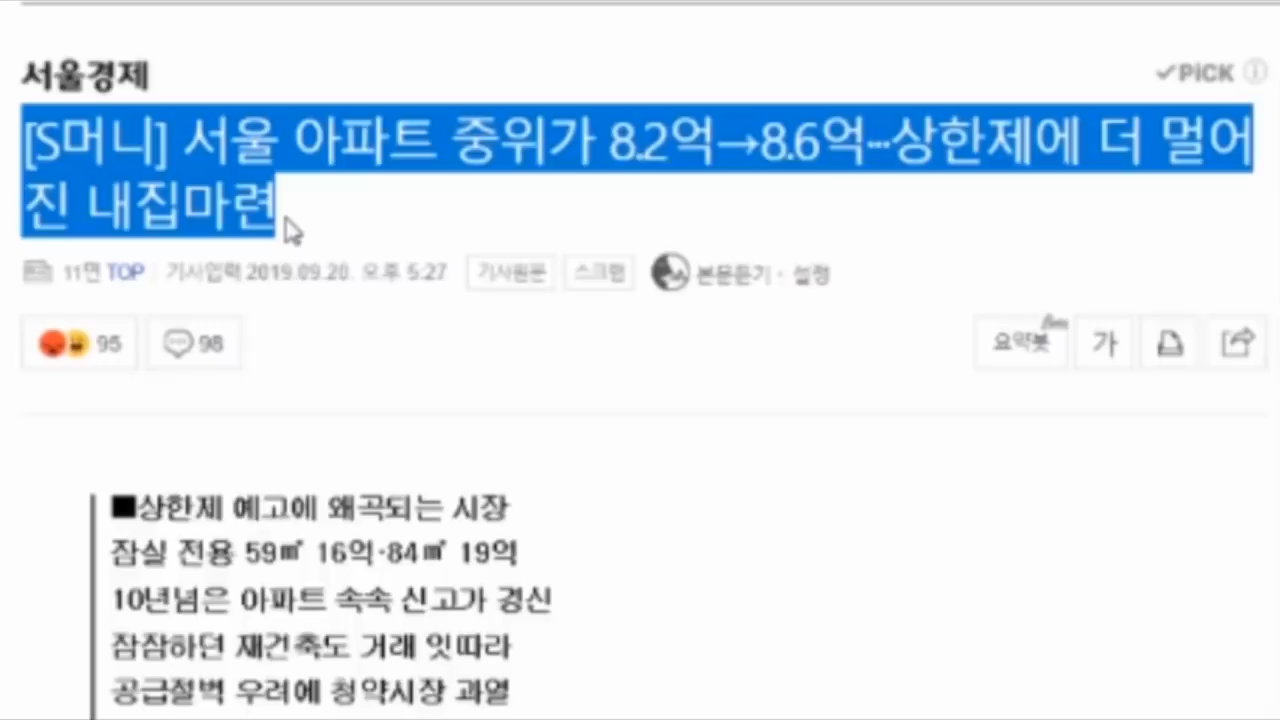 서울경제
✓PiCK ⓘ
[S머니] 서울 아파트 중위가 8.2억→8.6억…상한제에 더 멀어
진 내집마련
11면 TOP 기사입력 2019.09.20. 오후 5:27 기사원문 스크랩 본문듣기 · 설정
95 98 요약봇 beta 가
■상한제 예고에 왜곡되는 시장
잠실 전용 59㎡ 16억·84㎡ 19억
10년넘은 아파트 속속 신고가 경신
잠잠하던 재건축도 거래 잇따라
공급절벽 우려에 청약시장 과열